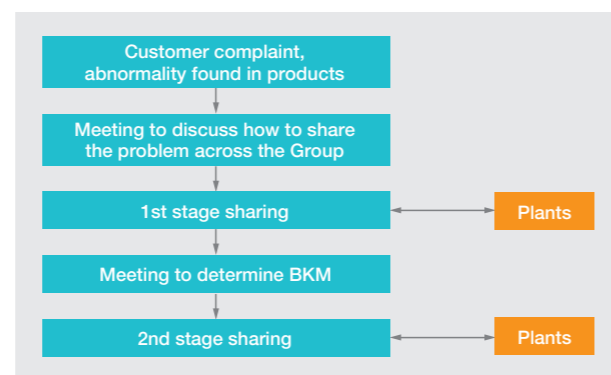 Customer complaint,
abnormality found in products
Meeting to discuss how to share
the problem across the Group
1st stage sharing
Plants
Meeting to determine BKM
2nd stage sharing
Plants